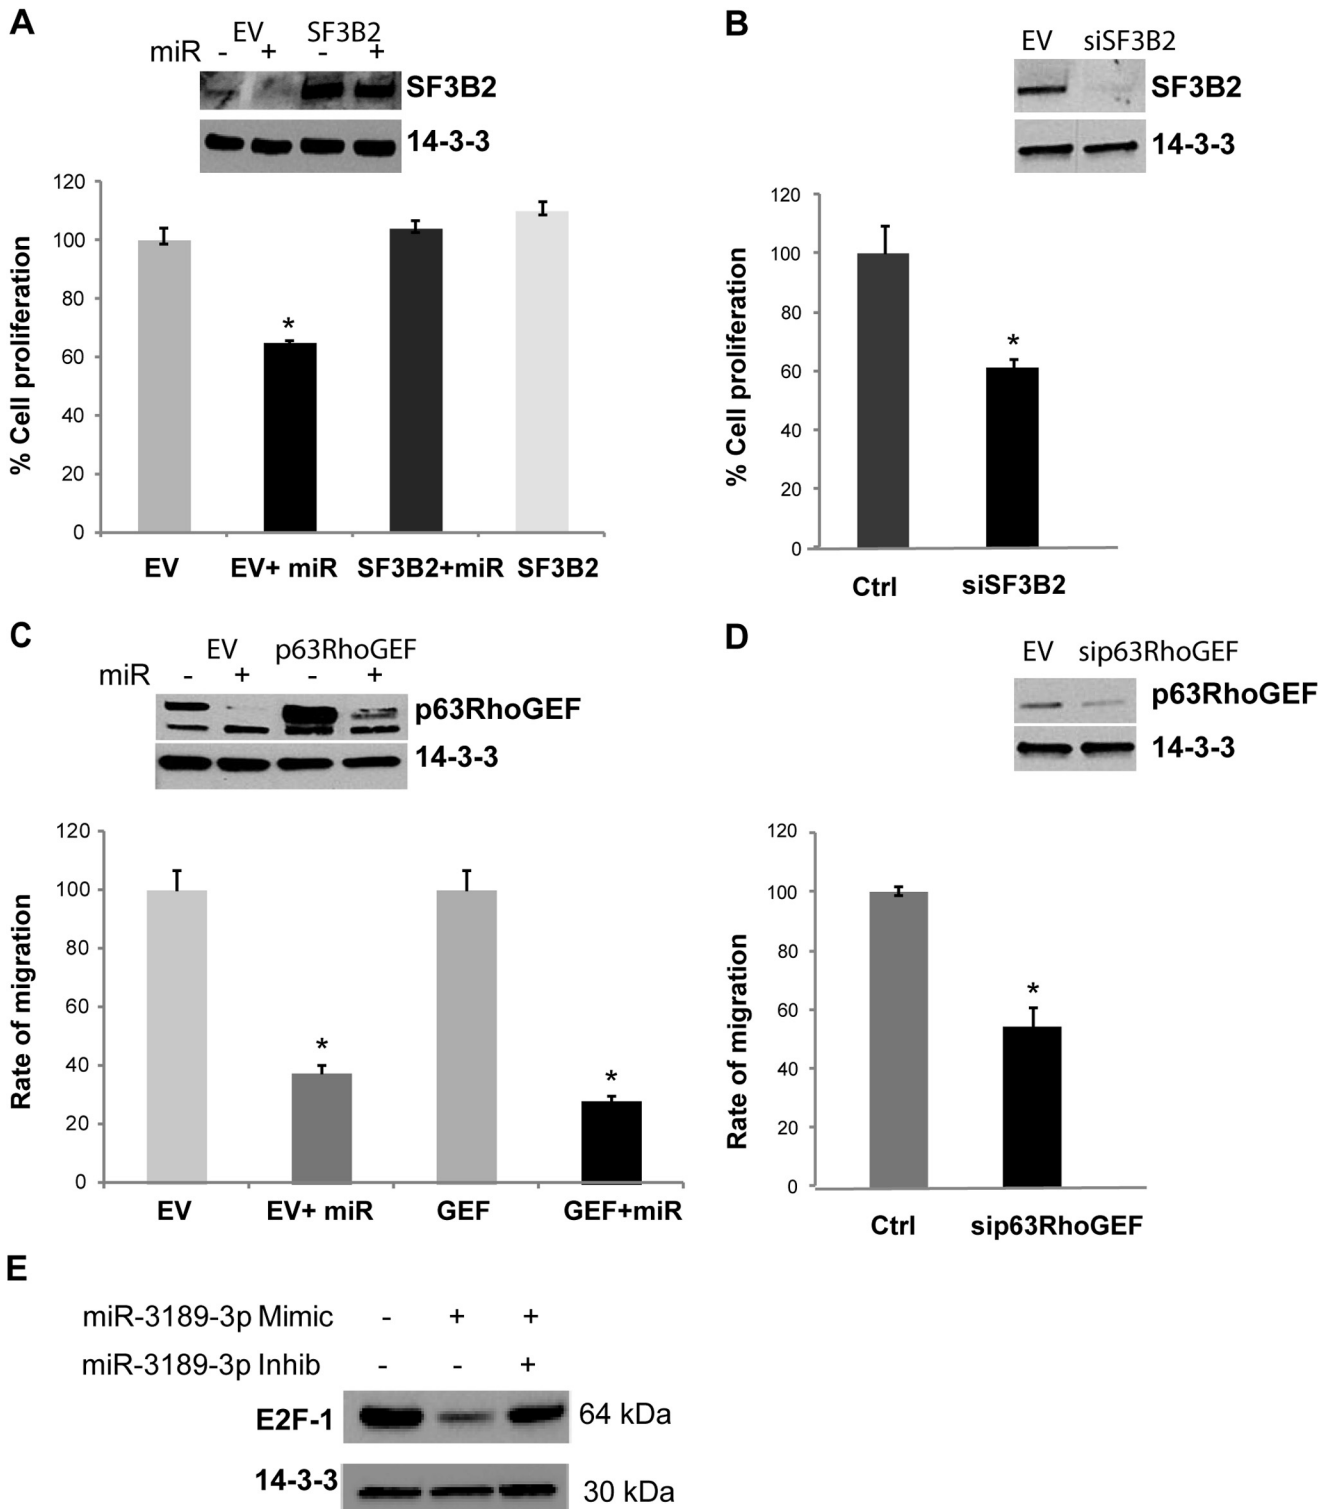 A
EV SF3B2
miR - + - +
SF3B2
14-3-3
% Cell proliferation
120
100
80
60
40
20
0
*
EV EV+ miR SF3B2+miR SF3B2
B
EV siSF3B2
SF3B2
14-3-3
% Cell proliferation
120
100
80
60
40
20
0
*
Ctrl siSF3B2
C
EV p63RhoGEF
miR - + - +
p63RhoGEF
14-3-3
Rate of migration
120
100
80
60
40
20
0
*
*
EV EV+ miR GEF GEF+miR
D
EV sip63RhoGEF
p63RhoGEF
14-3-3
Rate of migration
120
100
80
60
40
20
0
*
Ctrl sip63RhoGEF
E
miR-3189-3p Mimic - + +
miR-3189-3p Inhib - - +
E2F-1 64 kDa
14-3-3 30 kDa